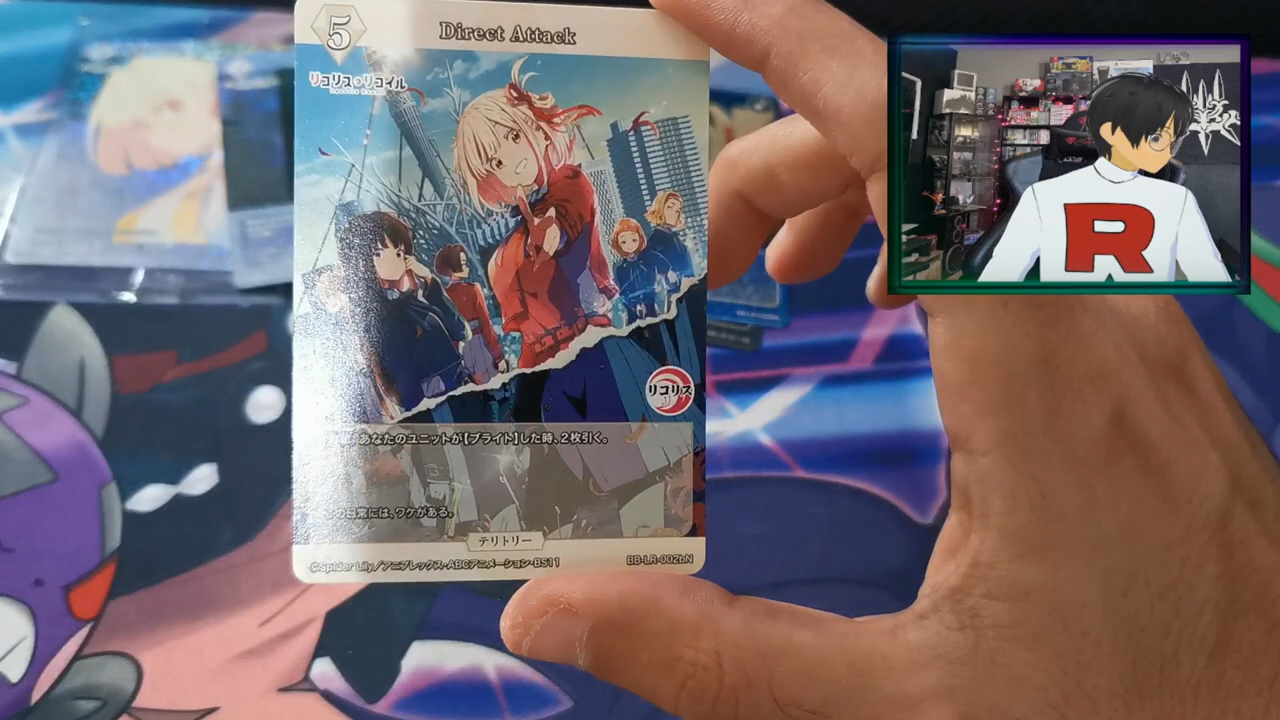 5
Direct Attack
リコリス・リコイル
リコリス
あなたのユニットが【ブライト】した時、2枚引く。
の日常には、ワケがある。
テリトリー
©Spider Lily／アニプレックス・ABCアニメーション・BS11
BB-LR-002bN
R